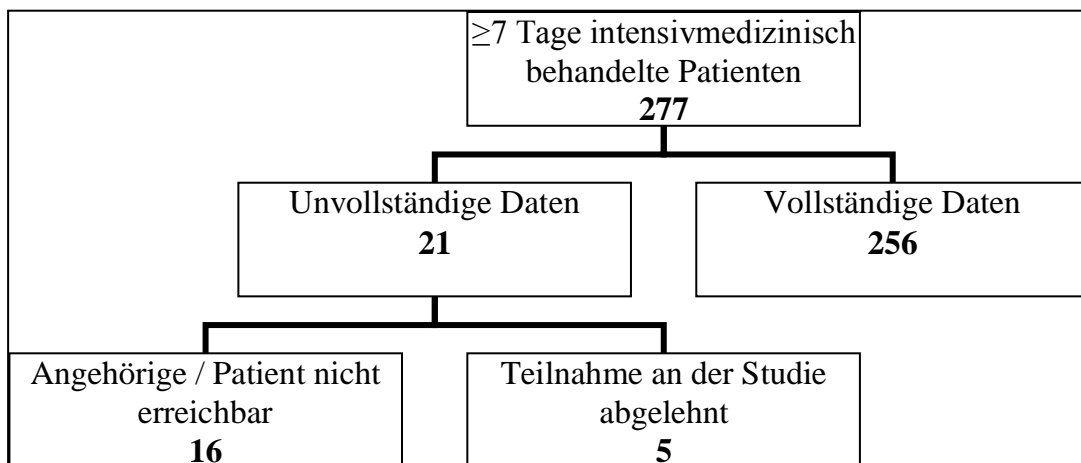 ≥7 Tage intensivmedizinisch
behandelte Patienten
277
Unvollständige Daten
21
Vollständige Daten
256
Angehörige / Patient nicht
erreichbar
16
Teilnahme an der Studie
abgelehnt
5